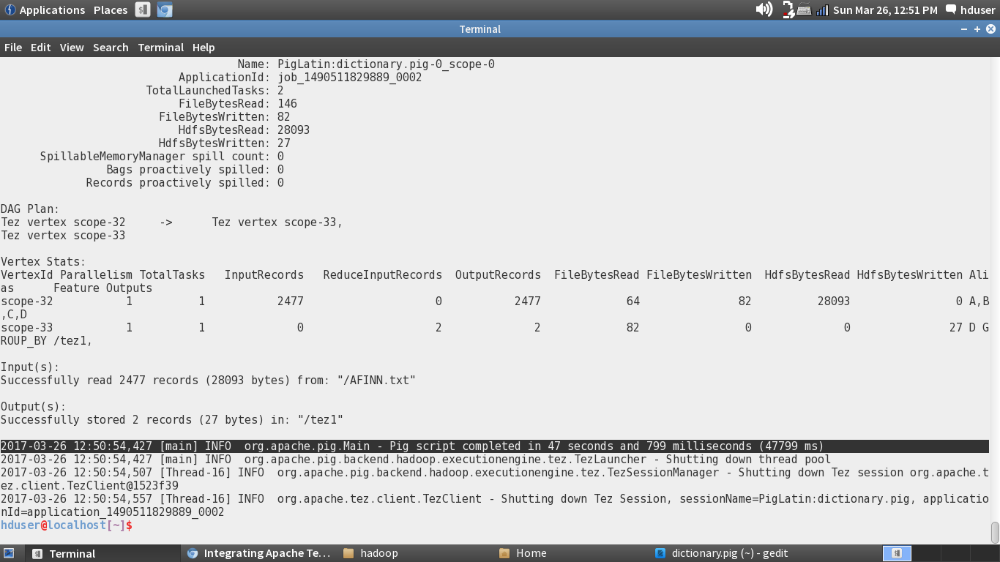 Applications Places Sun Mar 26, 12:51 PM hduser
Terminal
File Edit View Search Terminal Help
Name: PigLatin:dictionary.pig-0_scope-0
ApplicationId: job_1490511829889_0002
TotalLaunchedTasks: 2
FileBytesRead: 146
FileBytesWritten: 82
HdfsBytesRead: 28093
HdfsBytesWritten: 27
SpillableMemoryManager spill count: 0
Bags proactively spilled: 0
Records proactively spilled: 0
DAG Plan:
Tez vertex scope-32 -> Tez vertex scope-33,
Tez vertex scope-33
Vertex Stats:
VertexId Parallelism TotalTasks InputRecords ReduceInputRecords OutputRecords FileBytesRead FileBytesWritten HdfsBytesRead HdfsBytesWritten Ali
as Feature Outputs
scope-32 1 1 2477 0 2477 64 82 28093 0 A,B
,C,D
scope-33 1 1 0 2 2 82 0 0 27 D G
ROUP_BY /tez1,
Input(s):
Successfully read 2477 records (28093 bytes) from: "/AFINN.txt"
Output(s):
Successfully stored 2 records (27 bytes) in: "/tez1"
2017-03-26 12:50:54,427 [main] INFO org.apache.pig.Main - Pig script completed in 47 seconds and 799 milliseconds (47799 ms)
2017-03-26 12:50:54,427 [main] INFO org.apache.pig.backend.hadoop.executionengine.tez.TezLauncher - Shutting down thread pool
2017-03-26 12:50:54,507 [Thread-16] INFO org.apache.pig.backend.hadoop.executionengine.tez.TezSessionManager - Shutting down Tez session org.apache.t
ez.client.TezClient@1523f39
2017-03-26 12:50:54,557 [Thread-16] INFO org.apache.tez.client.TezClient - Shutting down Tez Session, sessionName=PigLatin:dictionary.pig, applicatio
nId=application_1490511829889_0002
hduser@localhost[~]$
Terminal Integrating Apache Te... hadoop Home dictionary.pig (~) - gedit